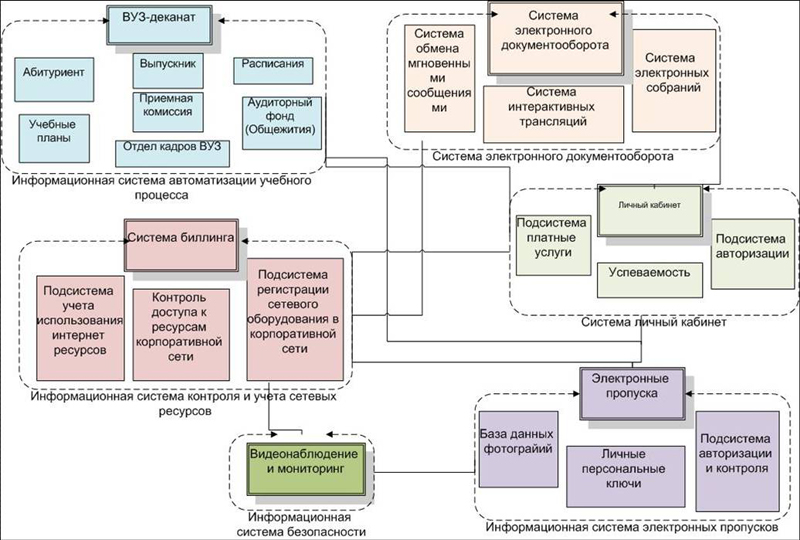 ВУЗ-деканат
Абитуриент
Выпускник
Расписания
Приемная
комиссия
Учебные
планы
Аудиторный
фонд
(Общежития)
Отдел кадров ВУЗ
Информационная система автоматизации учебного
процесса
Система
электронного
документооборота
Система
обмена
мгновенны
ми
сообщения
ми
Система
интерактивных
трансляций
Система
электронных
собраний
Система электронного документооборота
Личный кабинет
Подсистема
платные
услуги
Успеваемость
Подсистема
авторизации
Система личный кабинет
Система биллинга
Подсистема
учета
использования
интернет
ресурсов
Контроль
доступа к
ресурсам
корпоративной
сети
Подсистема
регистрации
сетевого
оборудования в
корпоративной
сети
Информационная система контроля и учета сетевых
ресурсов
Видеонаблюдение
и мониторинг
Информационная
система безопасности
Электронные
пропуска
База данных
фотографий
Личные
персональные
ключи
Подсистема
авторизации
и контроля
Информационная система электронных пропусков